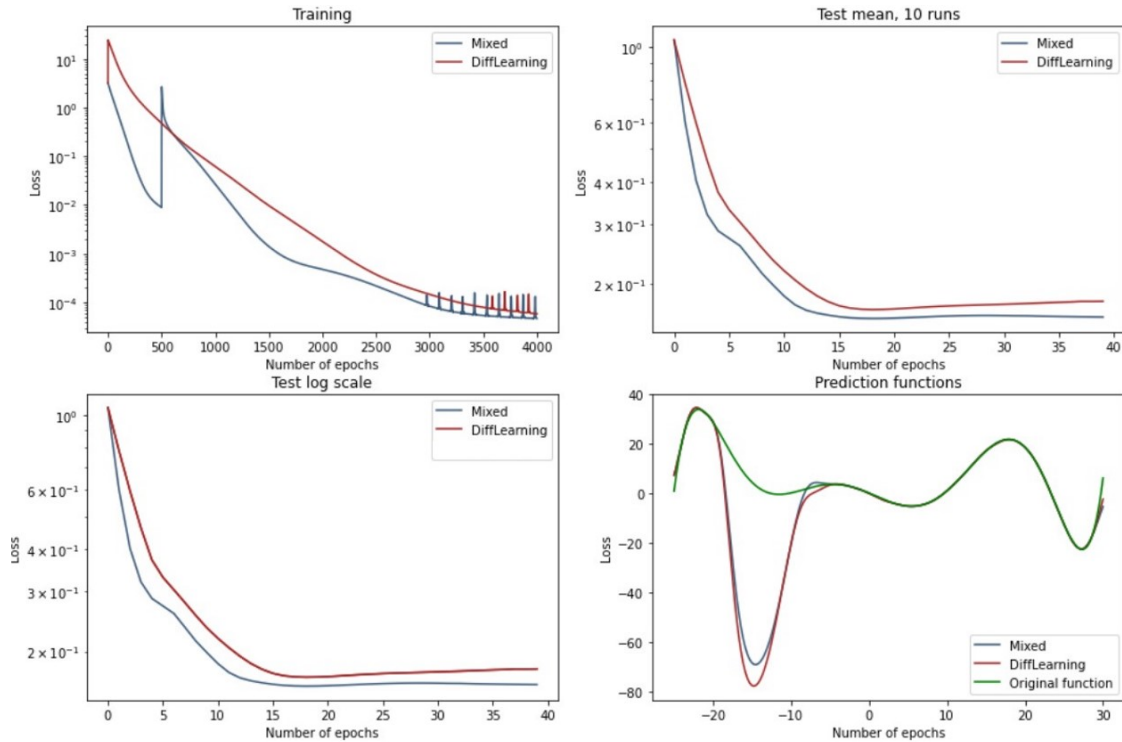 Training
Loss
10¹
10⁰
10⁻¹
10⁻²
10⁻³
10⁻⁴
Mixed
DiffLearning
0 500 1000 1500 2000 2500 3000 3500 4000
Number of epochs
Test mean, 10 runs
Loss
10⁰
6 × 10⁻¹
4 × 10⁻¹
3 × 10⁻¹
2 × 10⁻¹
Mixed
DiffLearning
0 5 10 15 20 25 30 35 40
Number of epochs
Test log scale
Loss
10⁰
6 × 10⁻¹
4 × 10⁻¹
3 × 10⁻¹
2 × 10⁻¹
Mixed
DiffLearning
0 5 10 15 20 25 30 35 40
Number of epochs
Prediction functions
Loss
40
20
0
−20
−40
−60
−80
Mixed
DiffLearning
Original function
−20 −10 0 10 20 30
Number of epochs